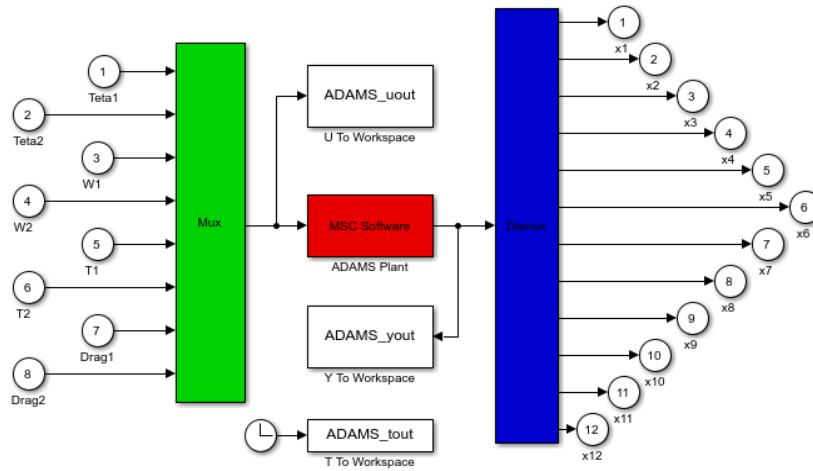 1
Teta1
2
Teta2
3
W1
4
W2
5
T1
6
T2
7
Drag1
8
Drag2
Mux
ADAMS_uout
U To Workspace
MSC Software
ADAMS Plant
ADAMS_yout
Y To Workspace
ADAMS_tout
T To Workspace
Demux
1
x1
2
x2
3
x3
4
x4
5
x5
6
x6
7
x7
8
x8
9
x9
10
x10
11
x11
12
x12